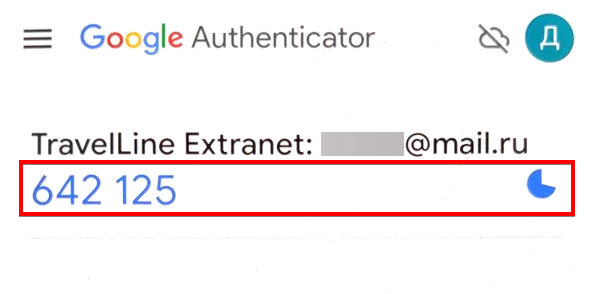 Google Authenticator
Д
TravelLine Extranet: @mail.ru
642 125